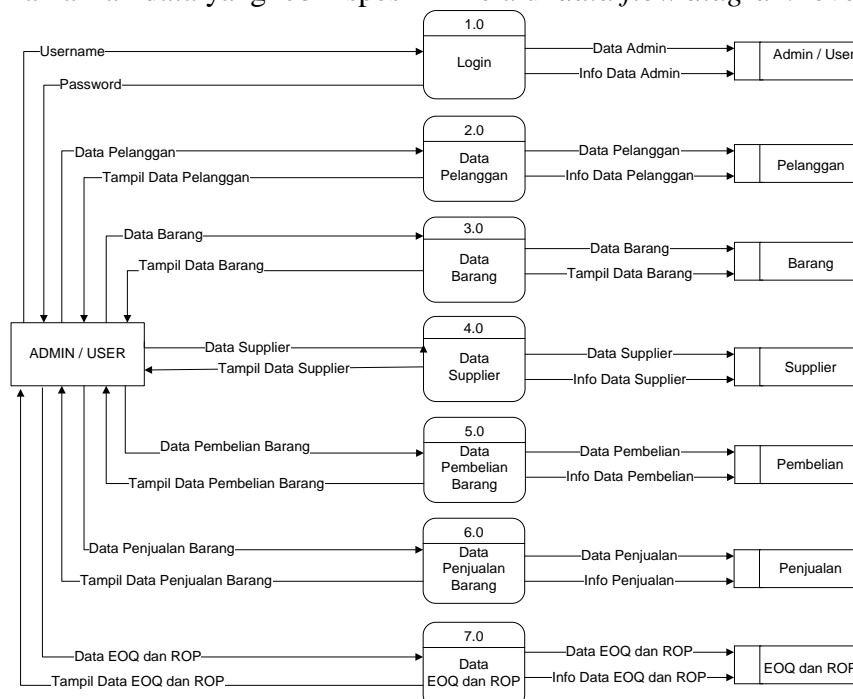 1.0
Username
Data Admin
Admin / User
Login
Info Data Admin
Password
2.0
Data Pelanggan
Data
Pelanggan
Data Pelanggan
Tampil Data Pelanggan
Info Data Pelanggan
Pelanggan
3.0
Data Barang
Data
Barang
Data Barang
Tampil Data Barang
Tampil Data Barang
Barang
4.0
ADMIN / USER
Data Supplier
Tampil Data Supplier
Data
Supplier
Data Supplier
Info Data Supplier
Supplier
5.0
Data Pembelian Barang
Tampil Data Pembelian Barang
Data
Pembelian
Barang
Data Pembelian
Info Data Pembelian
Pembelian
6.0
Data Penjualan Barang
Tampil Data Penjualan Barang
Data
Penjualan
Barang
Data Penjualan
Info Penjualan
Penjualan
7.0
Data EOQ dan ROP
Tampil Data EOQ dan ROP
Data
EOQ dan ROP
Data EOQ dan ROP
Info Data EOQ dan ROP
EOQ dan ROP